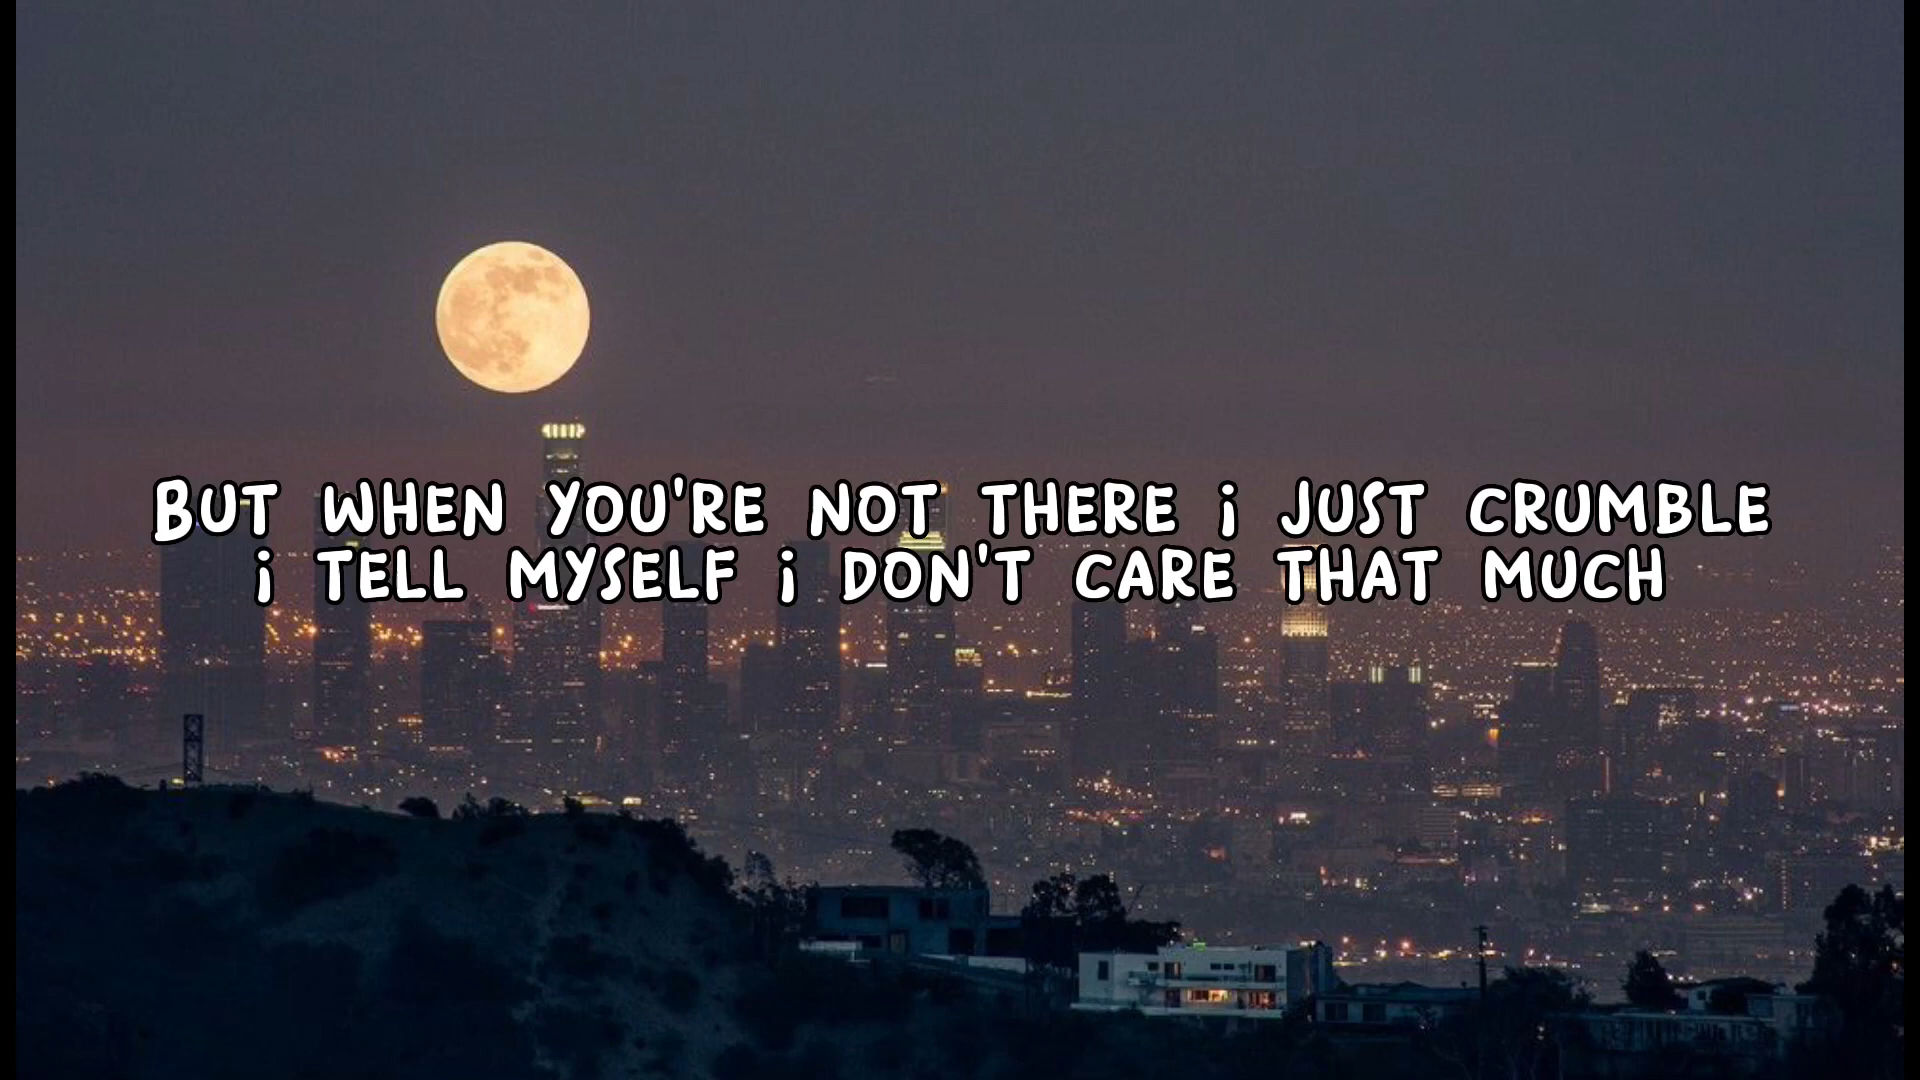 But when you're not there i just crumble
i tell myself i don't care that much